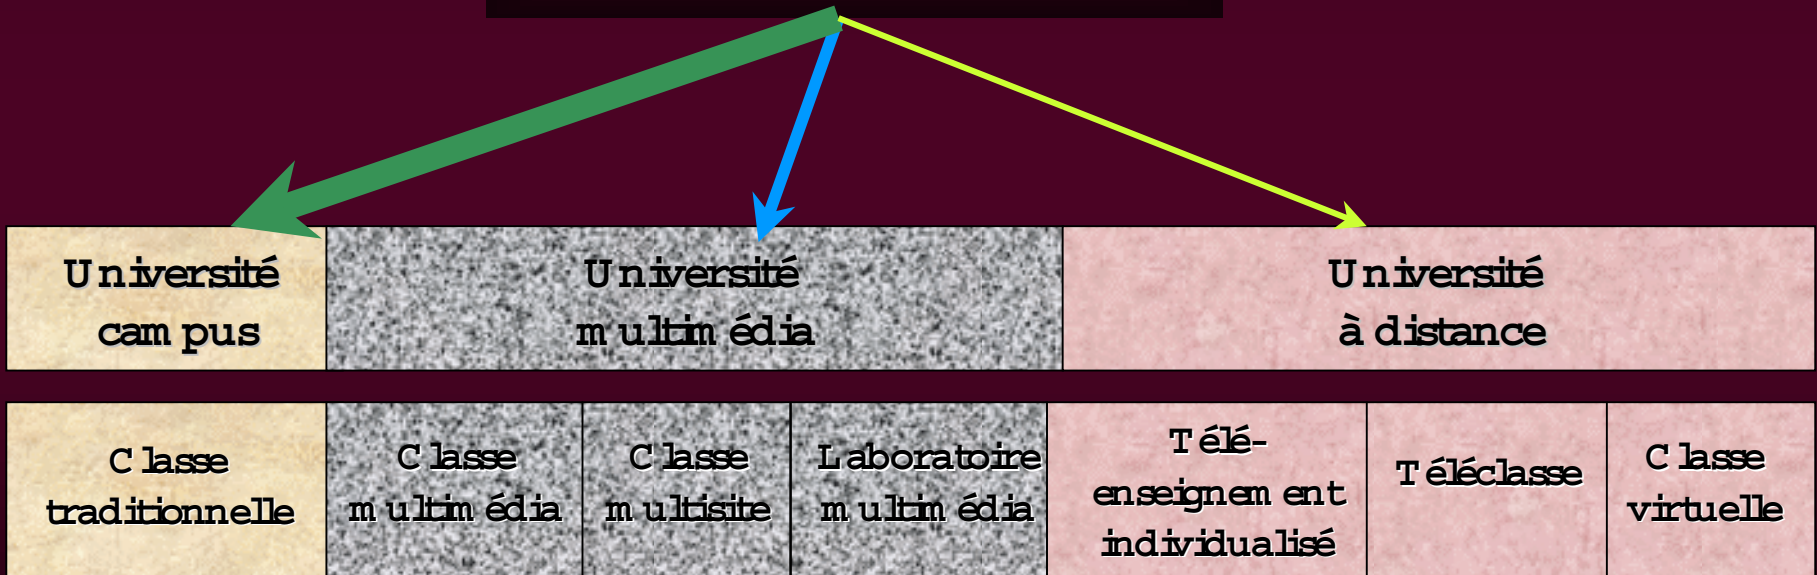 Université
campus
Université
multimédia
Université
à distance
Classe
traditionnelle
Classe
multimédia
Classe
multisite
Laboratoire
multimédia
Télé-
enseignement
individualisé
Téléclasse
Classe
virtuelle